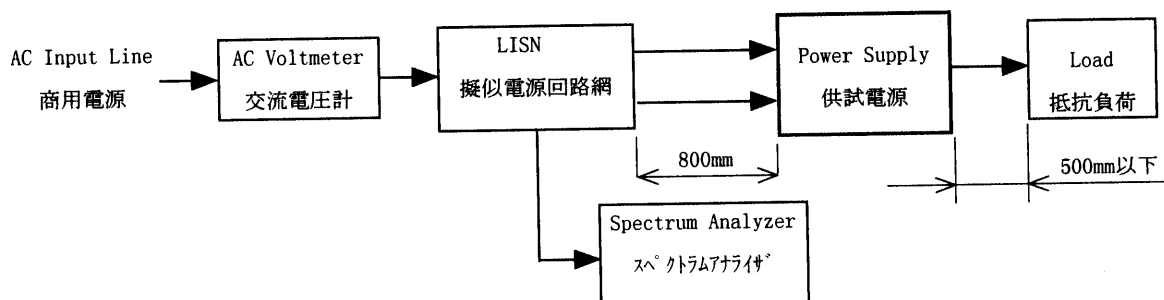 AC Input Line
商用電源
AC Voltmeter
交流電圧計
LISN
擬似電源回路網
Power Supply
供試電源
Load
抵抗負荷
800mm
500mm以下
Spectrum Analyzer
ｽﾍﾟｸﾄﾗﾑｱﾅﾗｲｻﾞ